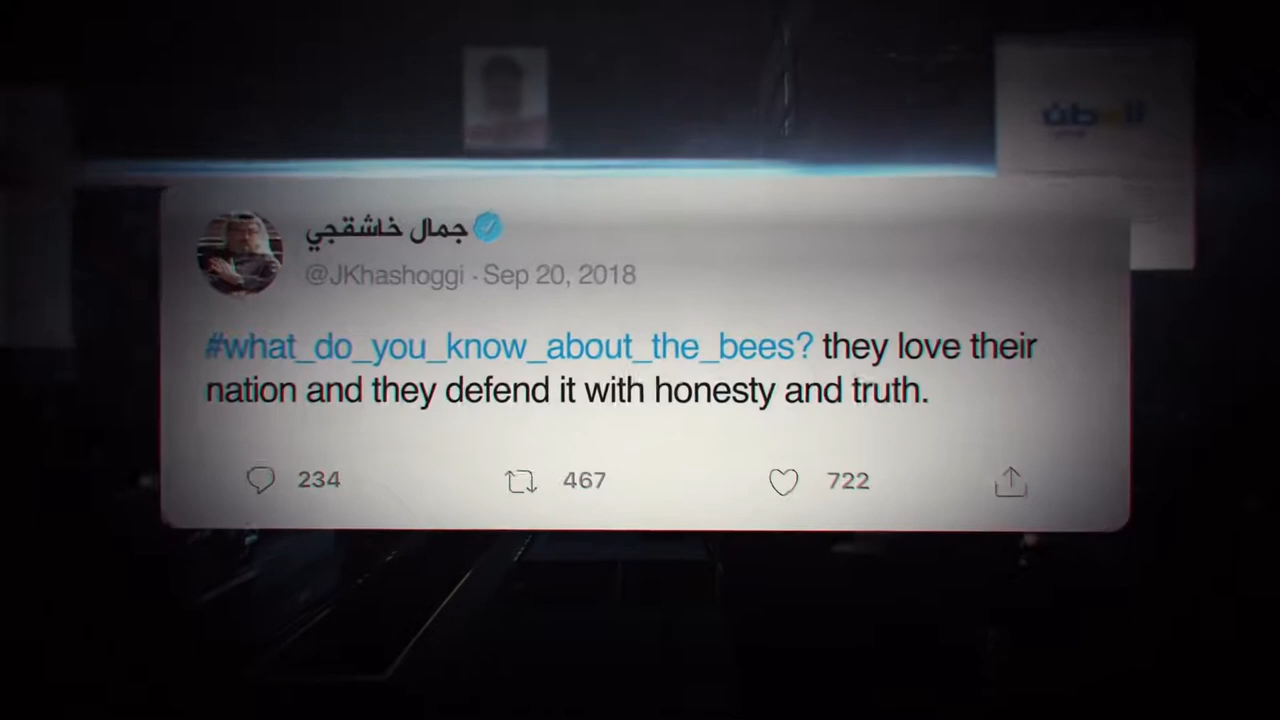 جمال خاشقجي
@JKhashoggi · Sep 20, 2018
#what_do_you_know_about_the_bees? they love their
nation and they defend it with honesty and truth.
234 467 722